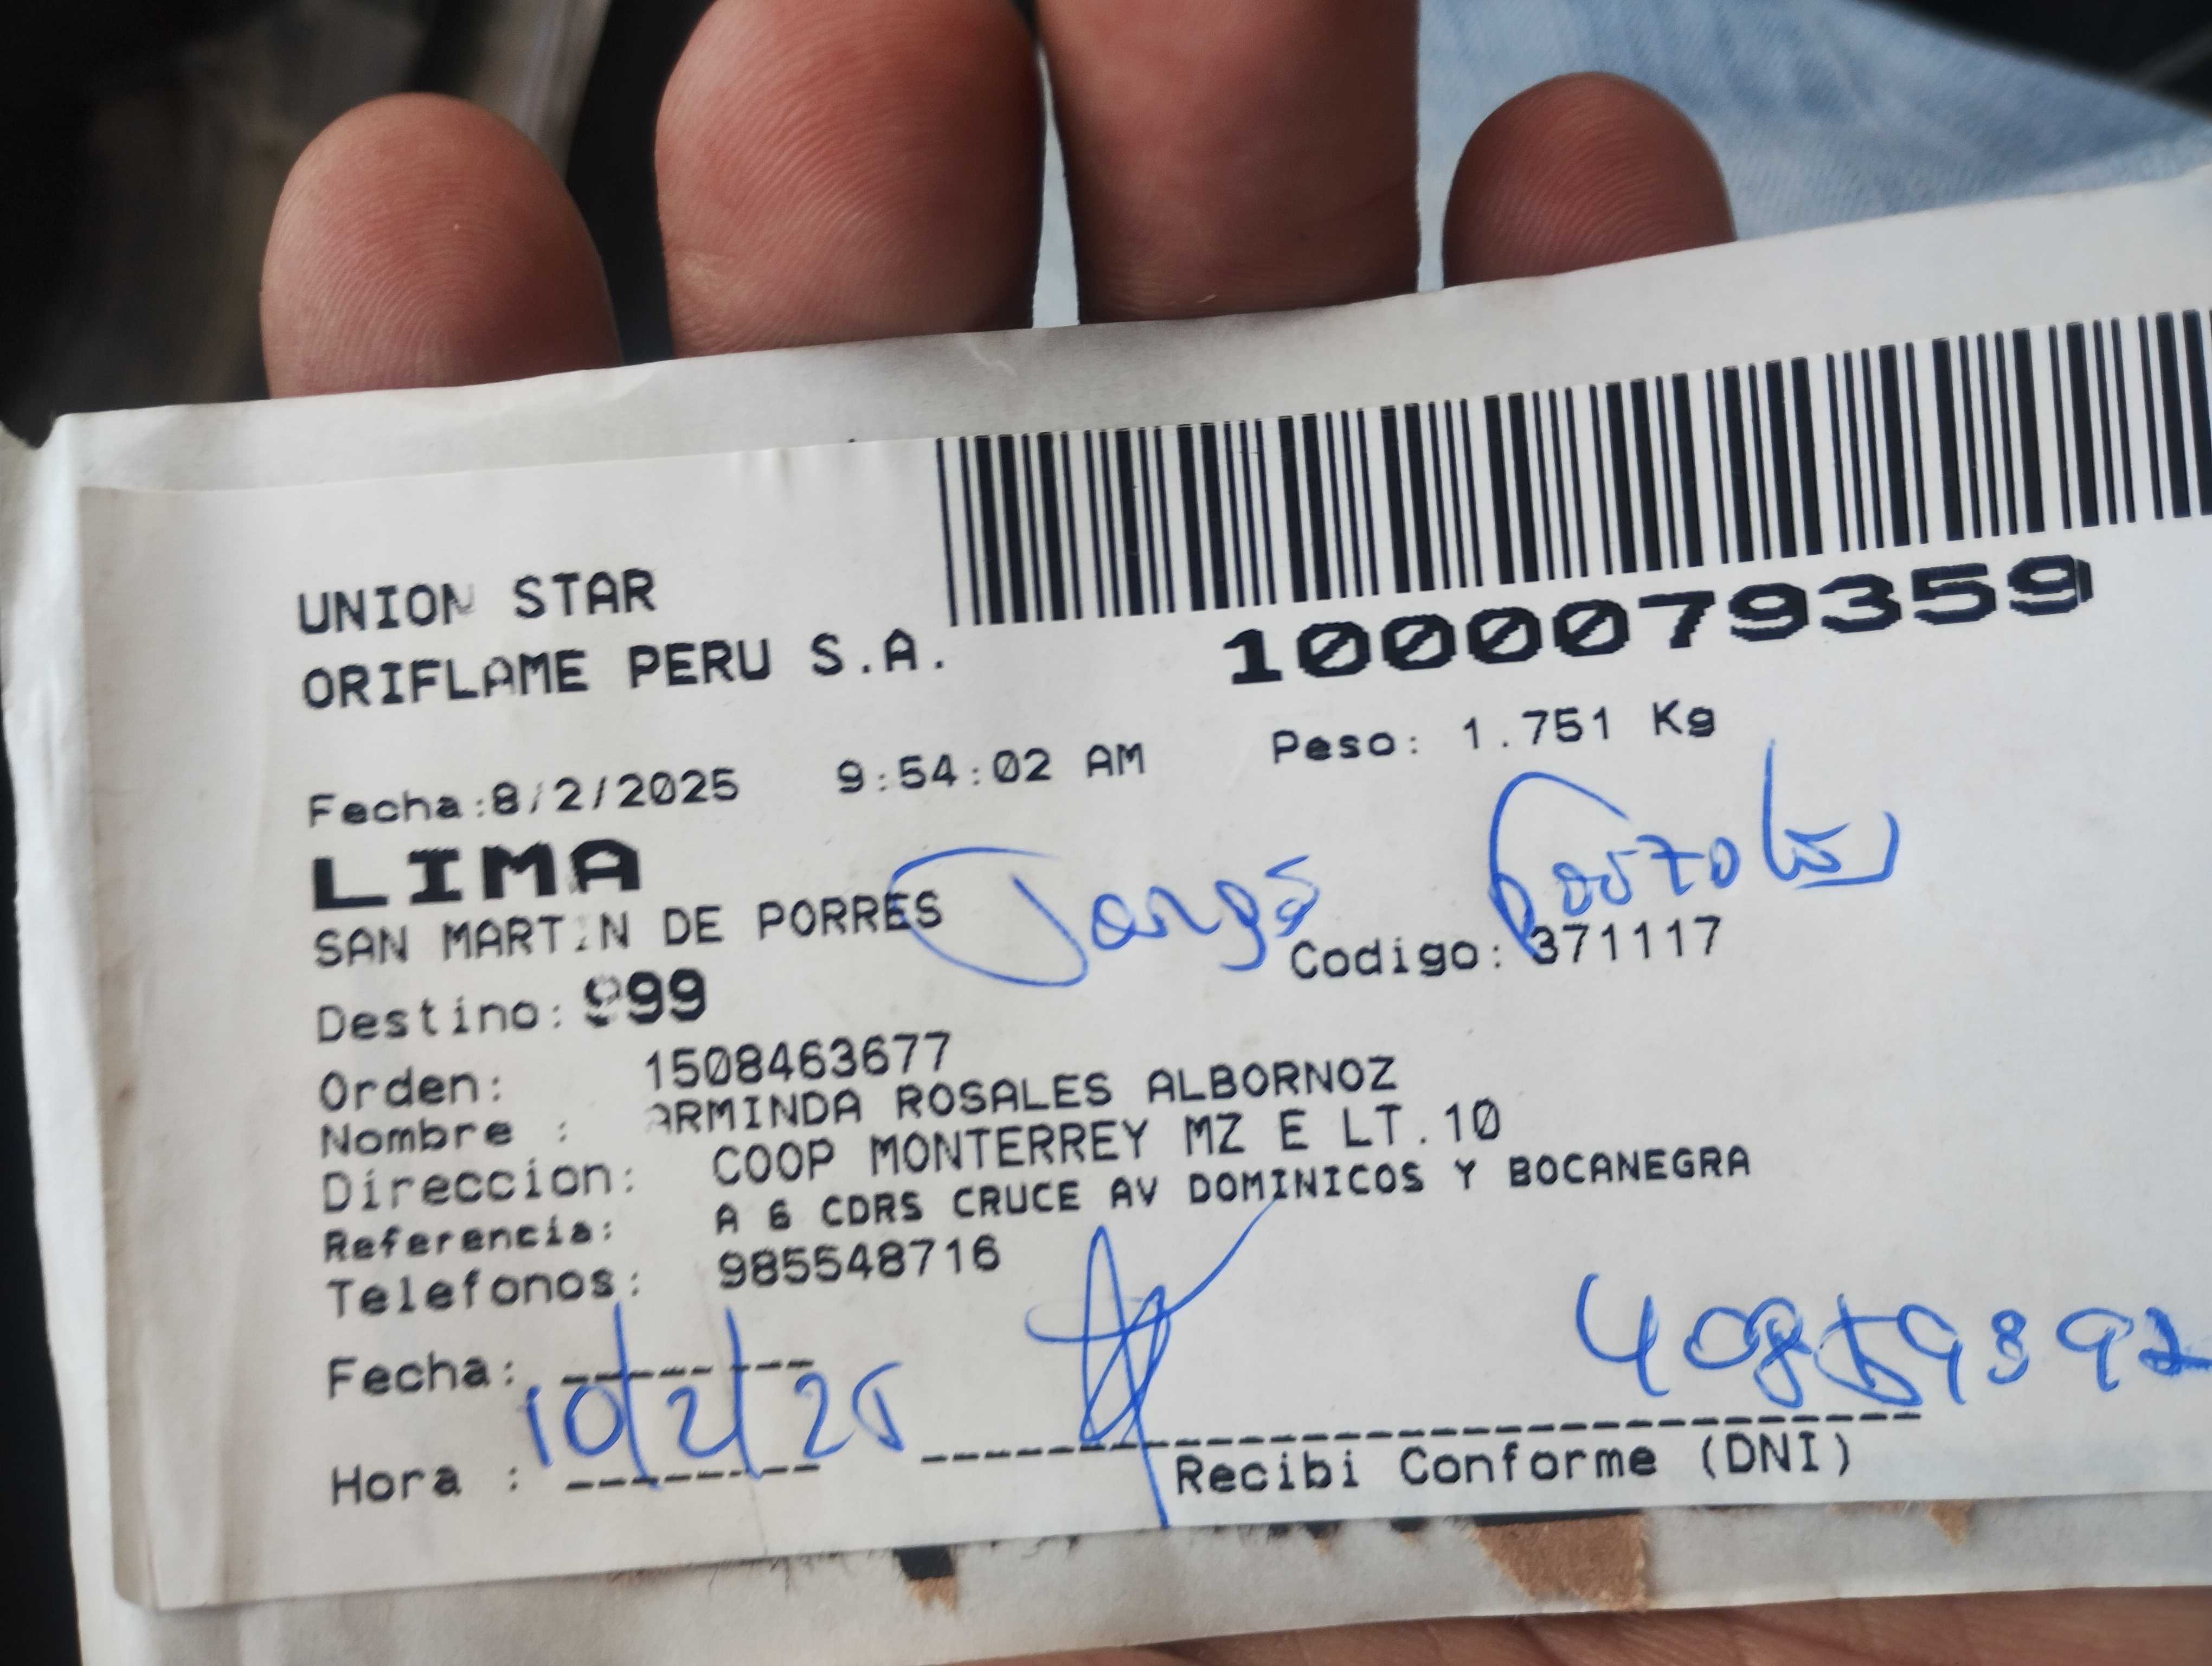 UNION STAR
ORIFLAME PERU S.A.
1000079359
Fecha:8/2/2025 9:54:02 AM Peso: 1.751 Kg
LIMA
SAN MARTIN DE PORRES
Jorge
Codigo: 371117
Destino: 999
Orden: 1508463677
Nombre : ARMINDA ROSALES ALBORNOZ
Direccion: COOP MONTERREY MZ E LT.10
Referencia: A 6 CDRS CRUCE AV DOMINICOS Y BOCANEGRA
Telefonos: 985548716
Fecha: 10/2/25
Hora :
Recibi Conforme (DNI)